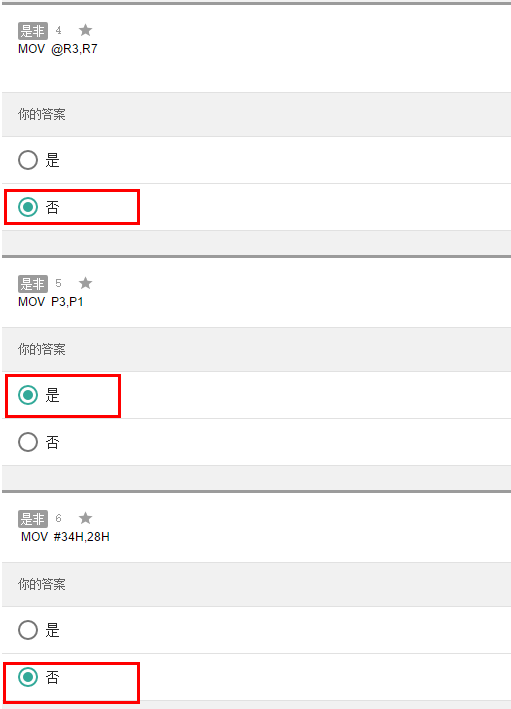 是非 4 ★
MOV @R3,R7
你的答案
是
否
是非 5 ★
MOV P3,P1
你的答案
是
否
是非 6 ★
MOV #34H,28H
你的答案
是
否